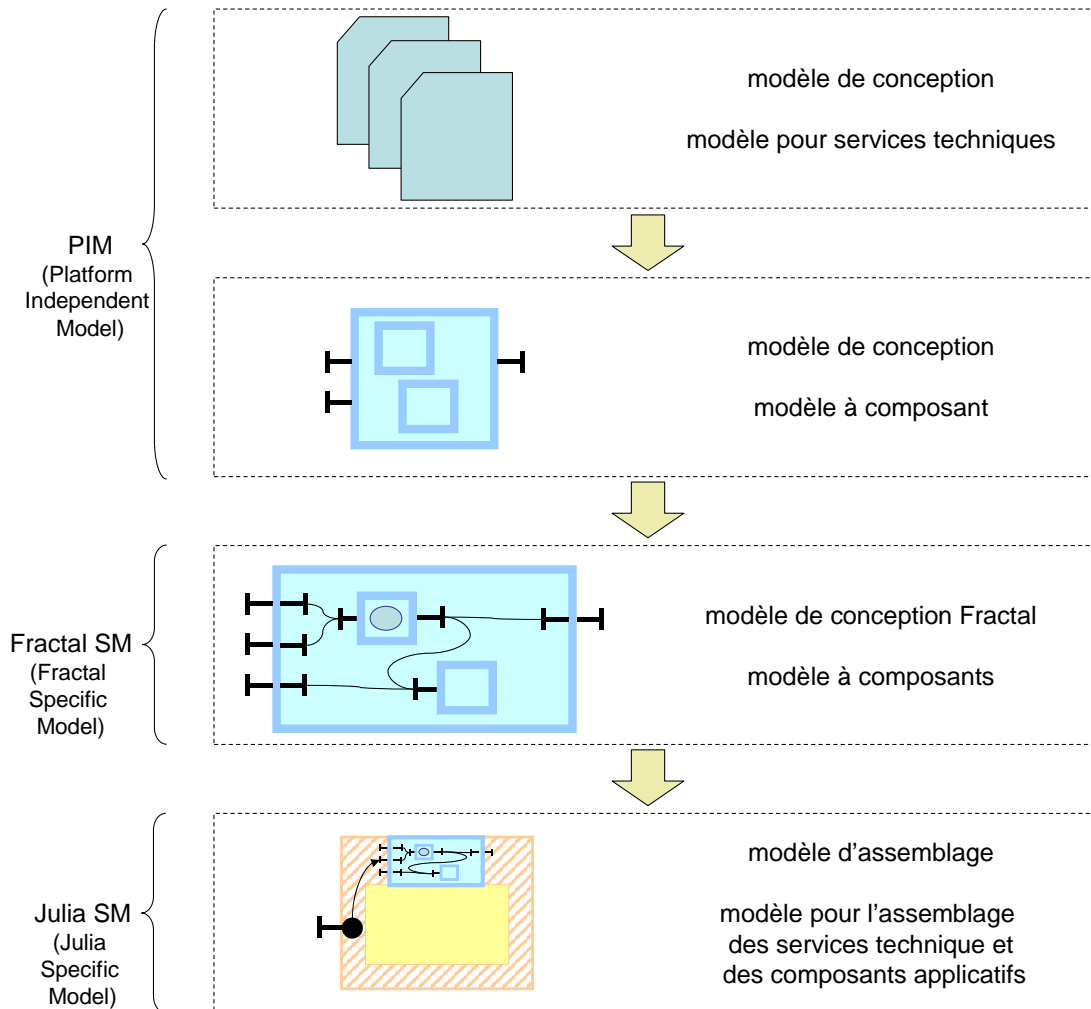 modèle de conception
modèle pour services techniques
PIM
(Platform
Independent
Model)
modèle de conception
modèle à composant
Fractal SM
(Fractal
Specific
Model)
modèle de conception Fractal
modèle à composants
Julia SM
(Julia
Specific
Model)
modèle d'assemblage
modèle pour l'assemblage
des services technique et
des composants applicatifs